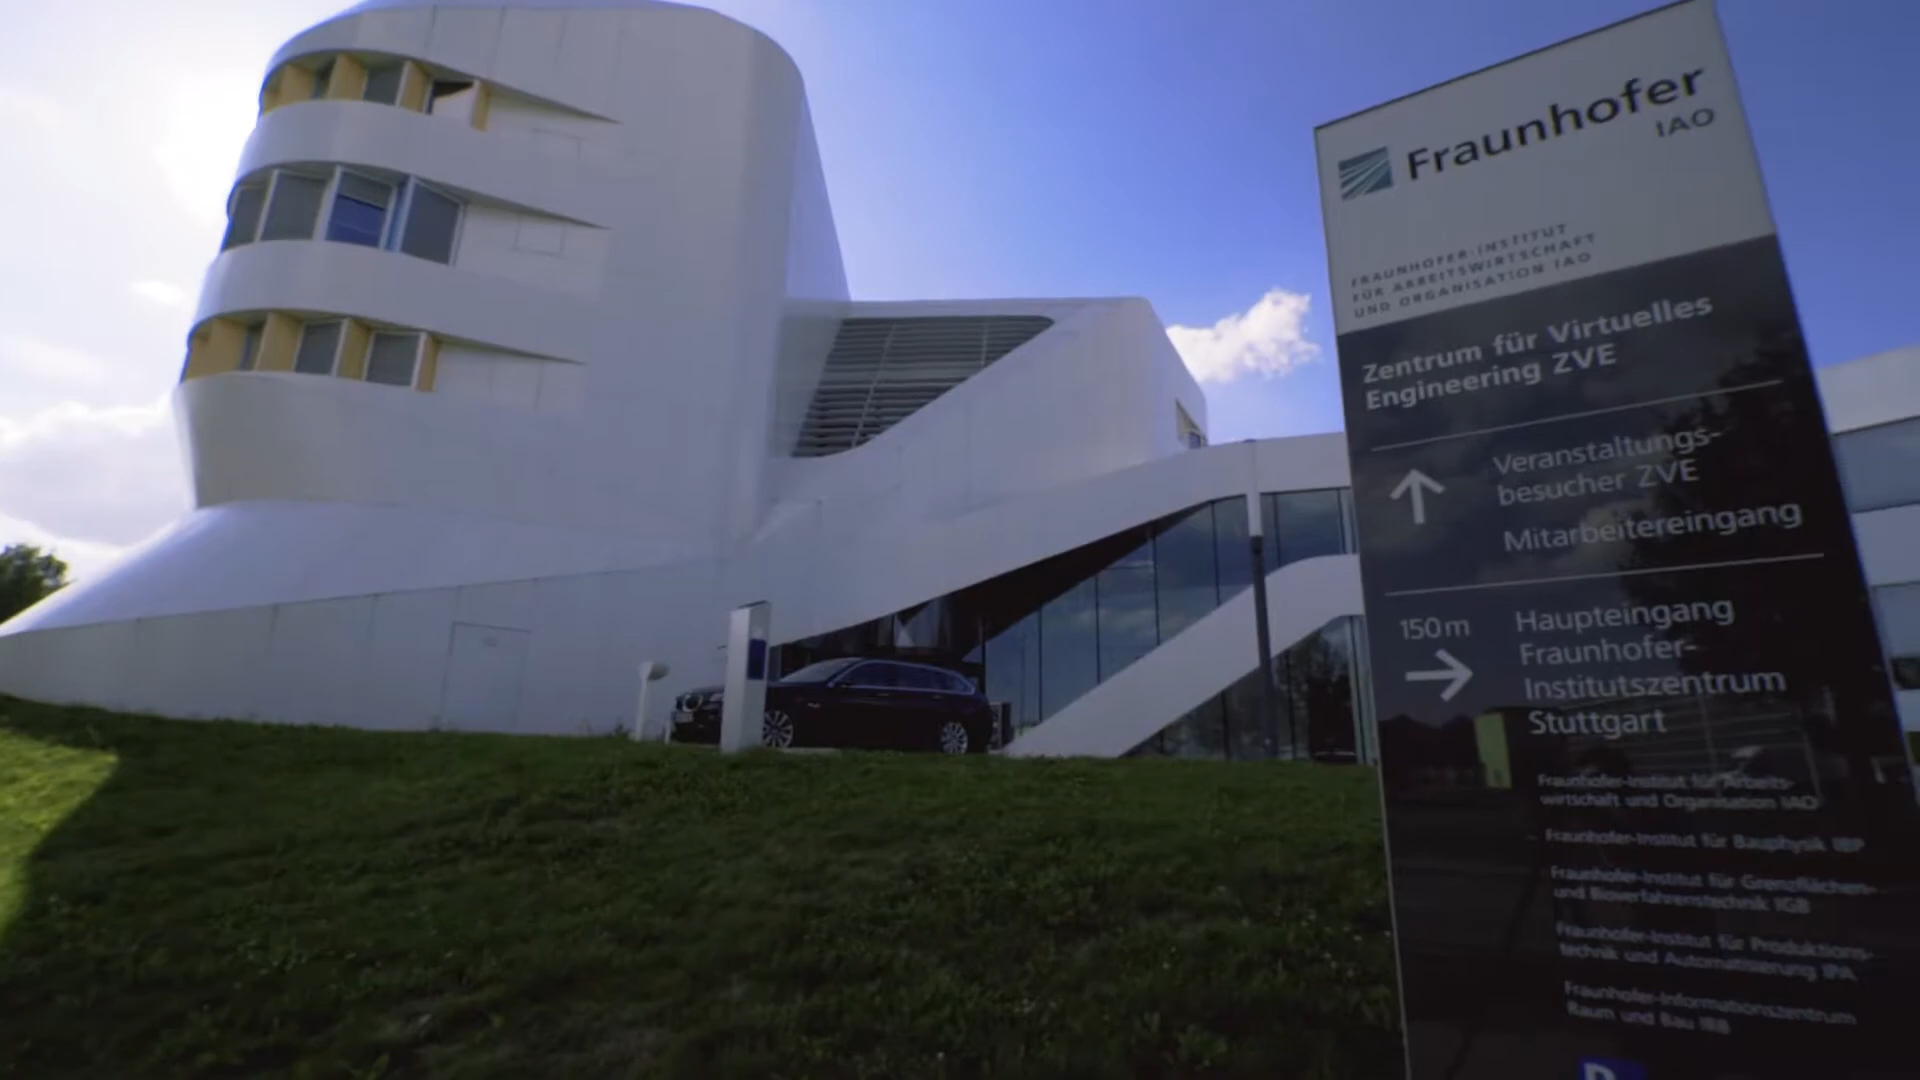 Fraunhofer
IAO
FRAUNHOFER-INSTITUT
FÜR ARBEITSWIRTSCHAFT
UND ORGANISATION IAO
Zentrum für Virtuelles
Engineering ZVE
Veranstaltungs-
besucher ZVE
Mitarbeitereingang
150 m
Haupteingang
Fraunhofer-
Institutszentrum
Stuttgart
Fraunhofer-Institut für Arbeits-
wirtschaft und Organisation IAO
Fraunhofer-Institut für Bauphysik IBP
Fraunhofer-Institut für Grenzflächen-
und Bioverfahrenstechnik IGB
Fraunhofer-Institut für Produktions-
technik und Automatisierung IPA
Fraunhofer-Informationszentrum
Raum und Bau IRB
P